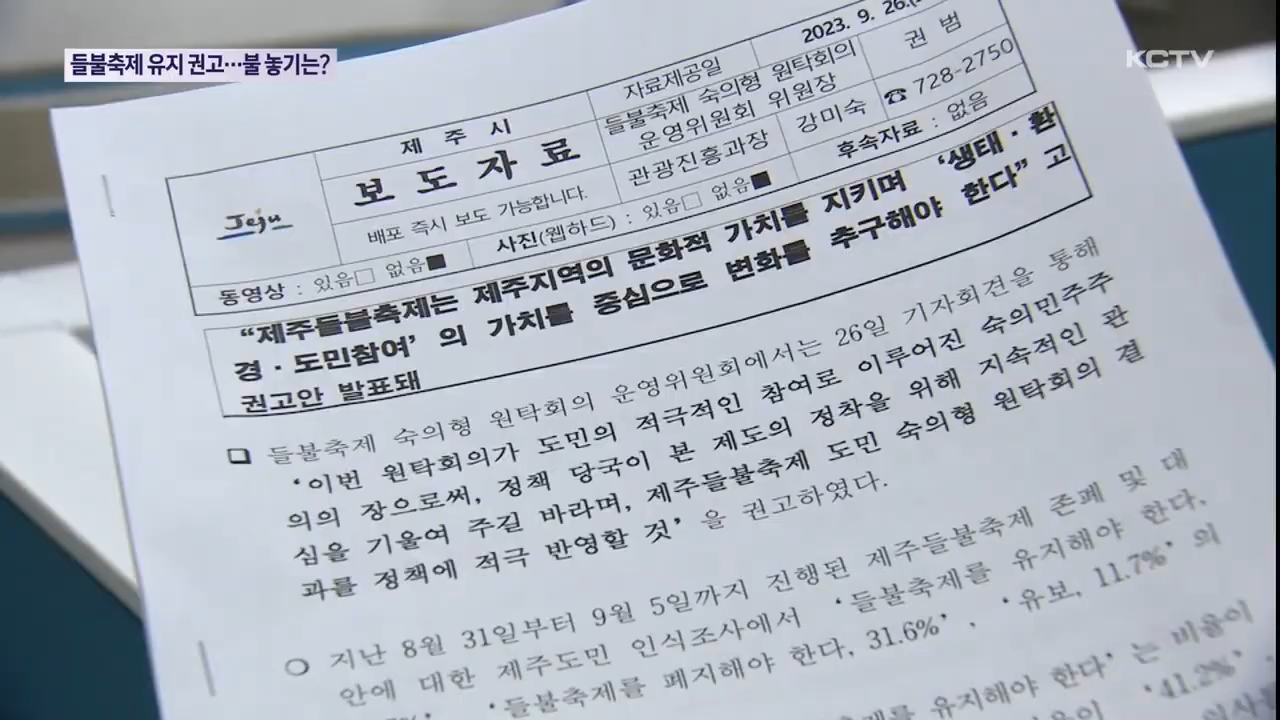 들불축제 유지 권고…불 놓기는?
KCTV
2023. 9. 26.
제 주 시
보 도 자 료
배포 즉시 보도 가능합니다.
Jeju
자료제공일
들불축제 숙의형 원탁회의
운영위원회 위원장
권 범
관광진흥과장
강미숙
☎ 728-2750
동영상 : 있음□ 없음■
사진(웹하드) : 있음□ 없음■
후속자료 : 없음
“제주들불축제는 제주지역의 문화적 가치를 지키며 ‘생태·환
경·도민참여’ 의 가치를 중심으로 변화를 추구해야 한다” 고
권고안 발표돼
❑ 들불축제 숙의형 원탁회의 운영위원회에서는 26일 기자회견을 통해
‘이번 원탁회의가 도민의 적극적인 참여로 이루어진 숙의민주주
의의 장으로써, 정책 당국이 본 제도의 정착을 위해 지속적인 관
심을 기울여 주길 바라며, 제주들불축제 도민 숙의형 원탁회의의 결
과를 정책에 적극 반영할 것’ 을 권고하였다.
○ 지난 8월 31일부터 9월 5일까지 진행된 제주들불축제 존폐 및 대
안에 대한 제주도민 인식조사에서 ‘들불축제를 유지해야 한다,
‘들불축제를 폐지해야 한다, 31.6%’, ‘유보, 11.7%’ 의
유지해야 한다’ 는 비율이
‘41.2%’